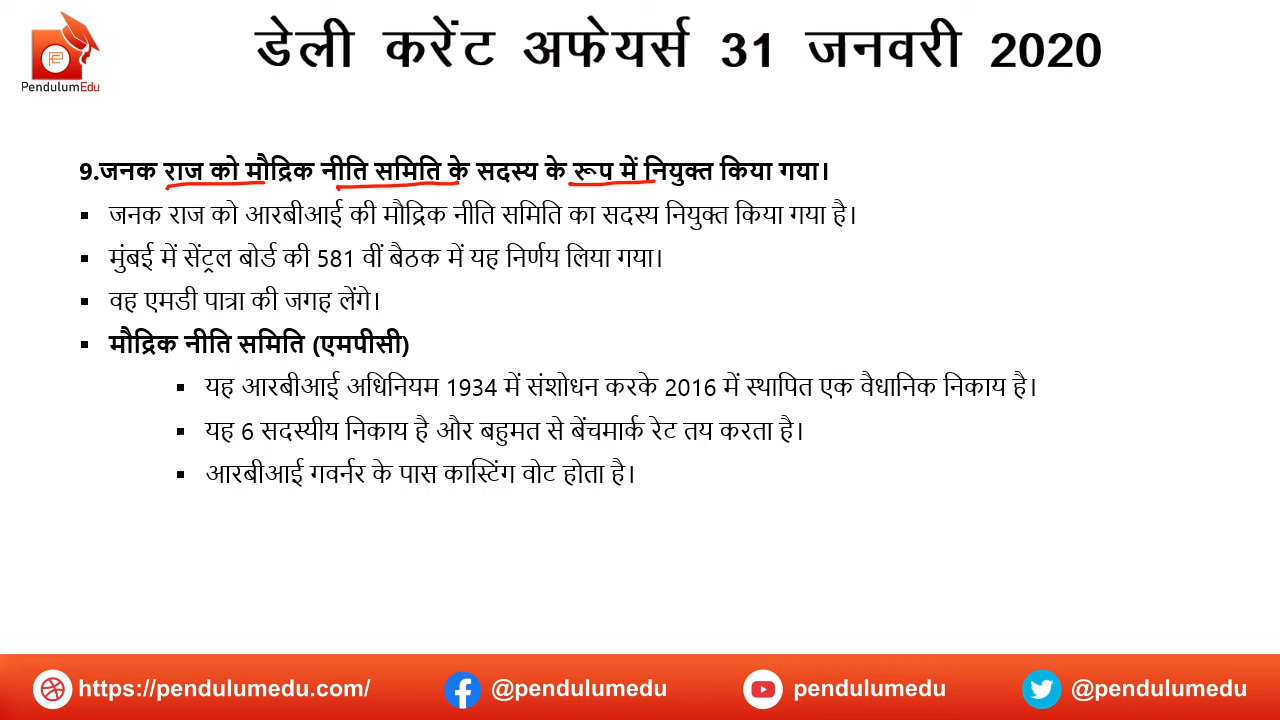 डेली करेंट अफेयर्स 31 जनवरी 2020
PendulumEdu
9.जनक राज को मौद्रिक नीति समिति के सदस्य के रूप में नियुक्त किया गया।
▪ जनक राज को आरबीआई की मौद्रिक नीति समिति का सदस्य नियुक्त किया गया है।
▪ मुंबई में सेंट्रल बोर्ड की 581 वीं बैठक में यह निर्णय लिया गया।
▪ वह एमडी पात्रा की जगह लेंगे।
▪ मौद्रिक नीति समिति (एमपीसी)
▪ यह आरबीआई अधिनियम 1934 में संशोधन करके 2016 में स्थापित एक वैधानिक निकाय है।
▪ यह 6 सदस्यीय निकाय है और बहुमत से बेंचमार्क रेट तय करता है।
▪ आरबीआई गवर्नर के पास कास्टिंग वोट होता है।
https://pendulumedu.com/ @pendulumedu pendulumedu @pendulumedu